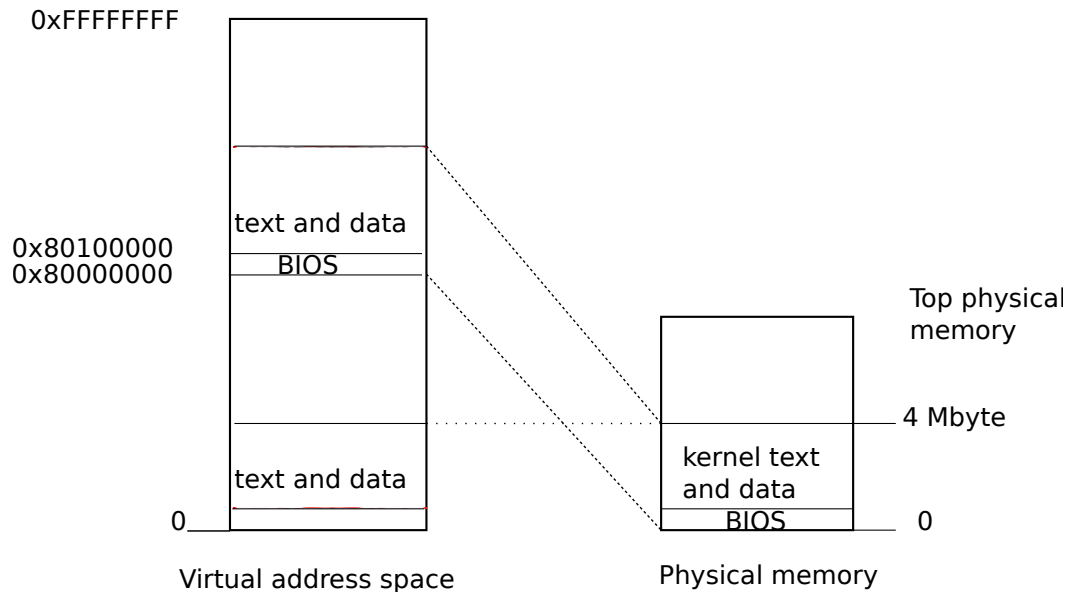 0xFFFFFFFF
text and data
0x80100000
BIOS
0x80000000
text and data
0
Virtual address space
Top physical
memory
4 Mbyte
kernel text
and data
BIOS
0
Physical memory